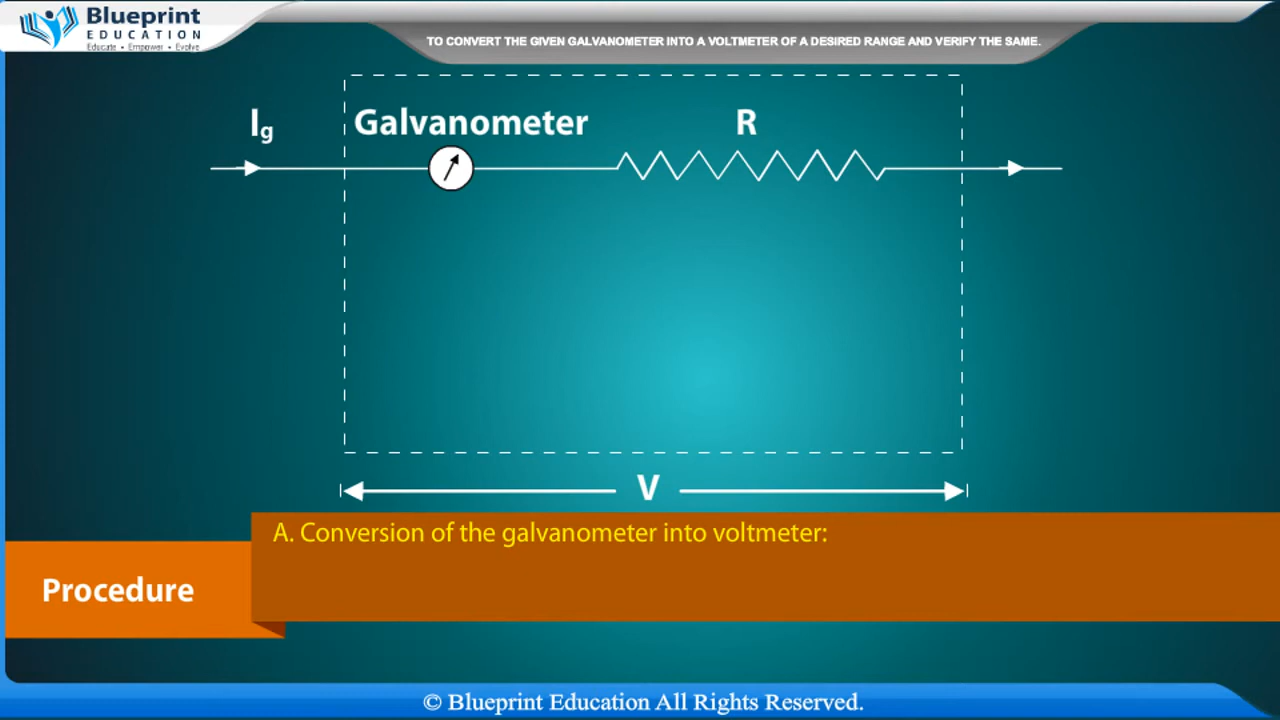 Blueprint
EDUCATION
Educate • Empower • Evolve
TO CONVERT THE GIVEN GALVANOMETER INTO A VOLTMETER OF A DESIRED RANGE AND VERIFY THE SAME.
Ig Galvanometer R
V
A. Conversion of the galvanometer into voltmeter:
Procedure
© Blueprint Education All Rights Reserved.